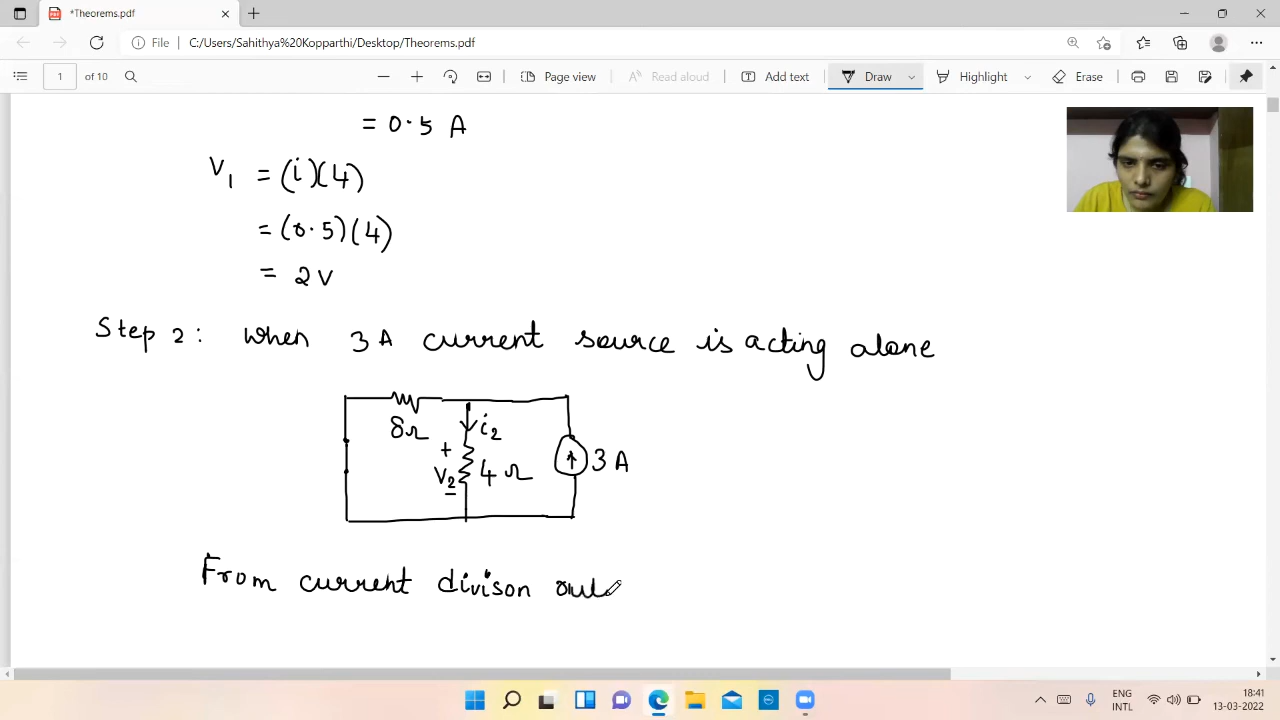 *Theorems.pdf
File
C:/Users/Sahithya%20Kopparthi/Desktop/Theorems.pdf
1 of 10
Page view
Read aloud
Add text
Draw
Highlight
Erase
= 0.5 A
V1 = (i)(4)
= (0.5)(4)
= 2V
Step 2: When 3 A current source is acting alone
8Ω
i2
+
V2
-
4 Ω
3 A
From current divison
ENG
INTL
18:41
13-03-2022